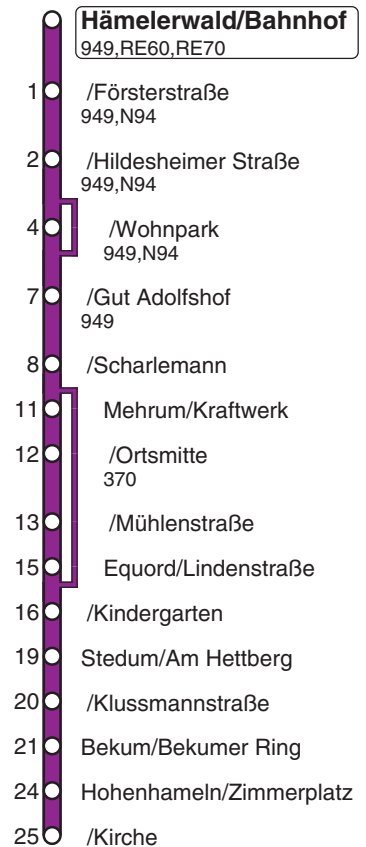 Hämelerwald/Bahnhof
949,RE60,RE70
1 /Försterstraße
949,N94
2 /Hildesheimer Straße
949,N94
4 /Wohnpark
949,N94
7 /Gut Adolfshof
949
8 /Scharlemann
11 Mehrum/Kraftwerk
12 /Ortsmitte
370
13 /Mühlenstraße
15 Equord/Lindenstraße
16 /Kindergarten
19 Stedum/Am Hettberg
20 /Klussmannstraße
21 Bekum/Bekumer Ring
24 Hohenhameln/Zimmerplatz
25 /Kirche